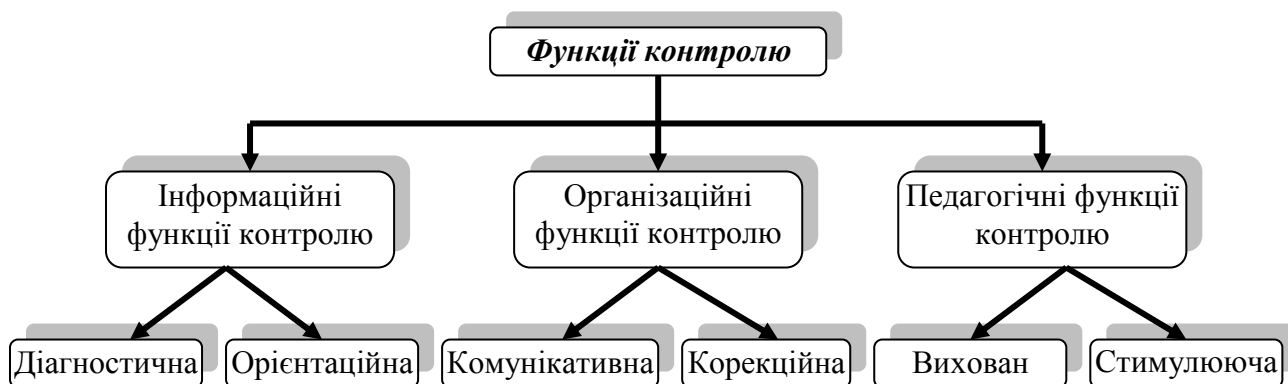 Функції контролю
Інформаційні
функції контролю
Організаційні
функції контролю
Педагогічні функції
контролю
Діагностична
Орієнтаційна
Комунікативна
Корекційна
Вихован
Стимулююча